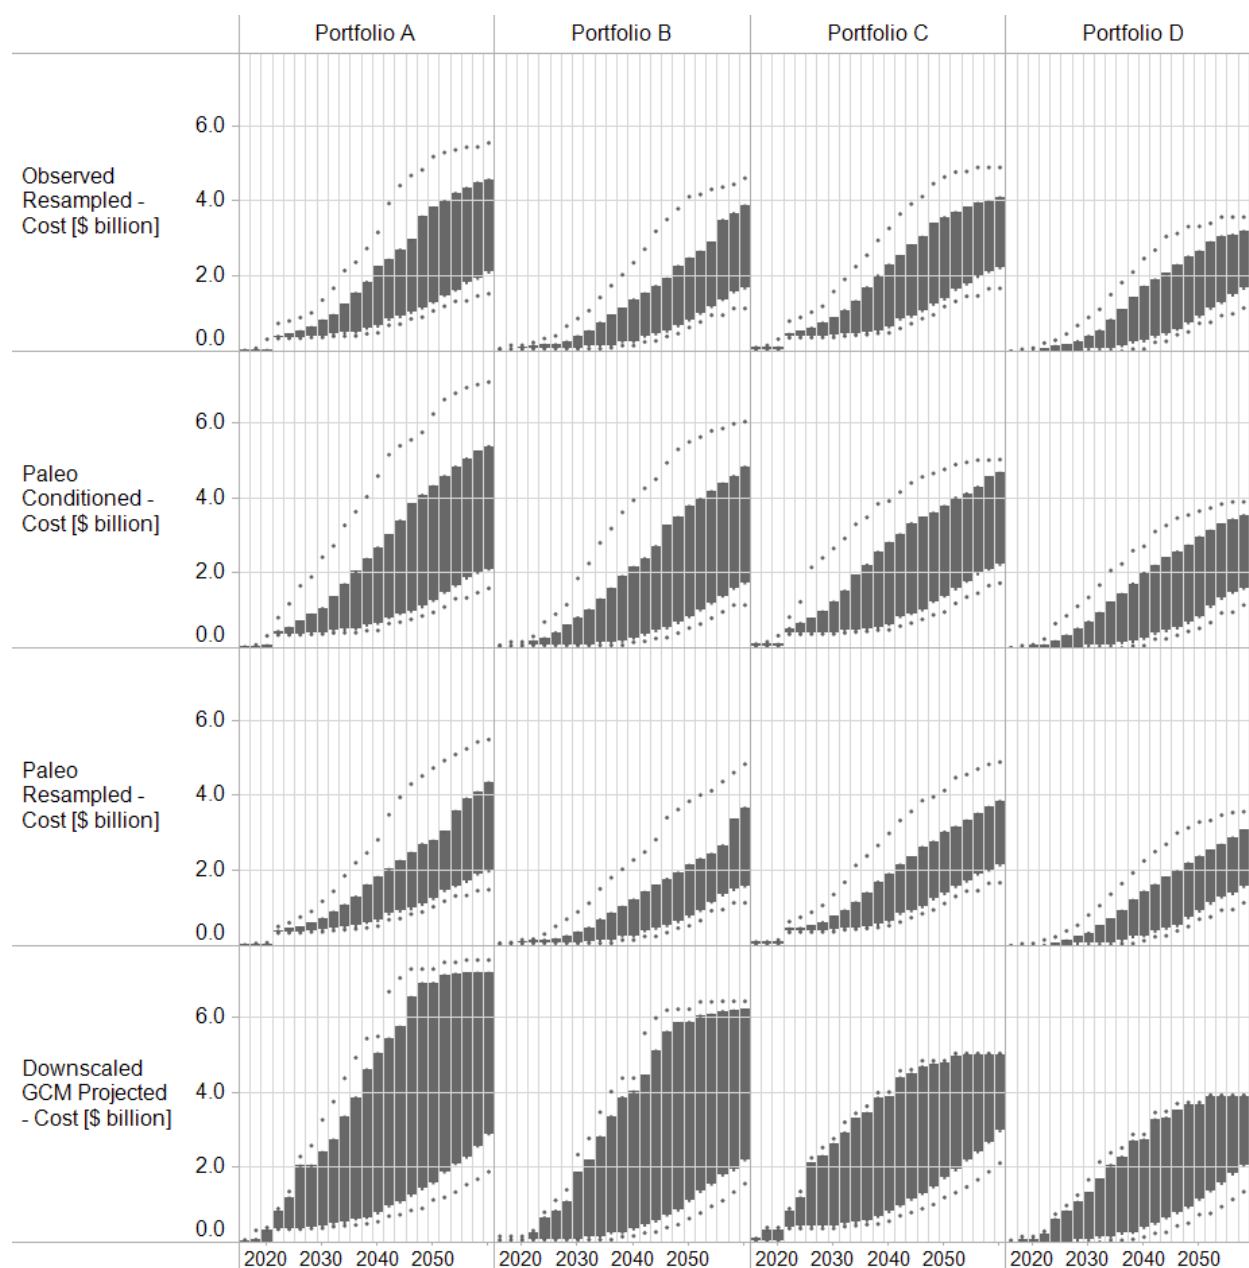 Portfolio A Portfolio B Portfolio C Portfolio D
6.0
Observed
Resampled -
Cost [$ billion]
4.0
2.0
0.0
6.0
Paleo
Conditioned -
Cost [$ billion]
4.0
2.0
0.0
6.0
Paleo
Resampled -
Cost [$ billion]
4.0
2.0
0.0
6.0
Downscaled
GCM Projected
- Cost [$ billion]
4.0
2.0
0.0
2020 2030 2040 2050 2020 2030 2040 2050 2020 2030 2040 2050 2020 2030 2040 2050